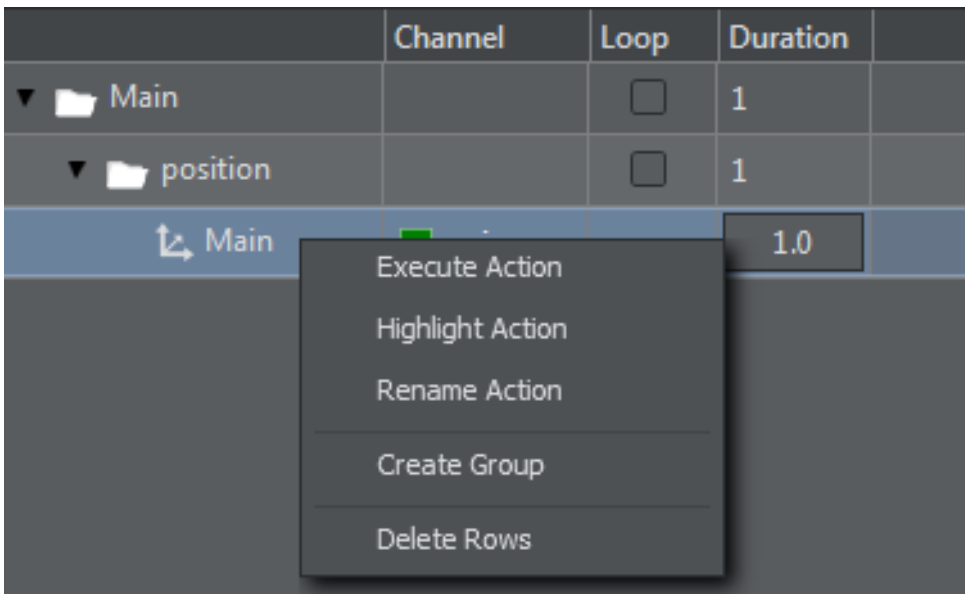 Channel Loop Duration
Main 1
position 1
Main 1.0
Execute Action
Highlight Action
Rename Action
Create Group
Delete Rows